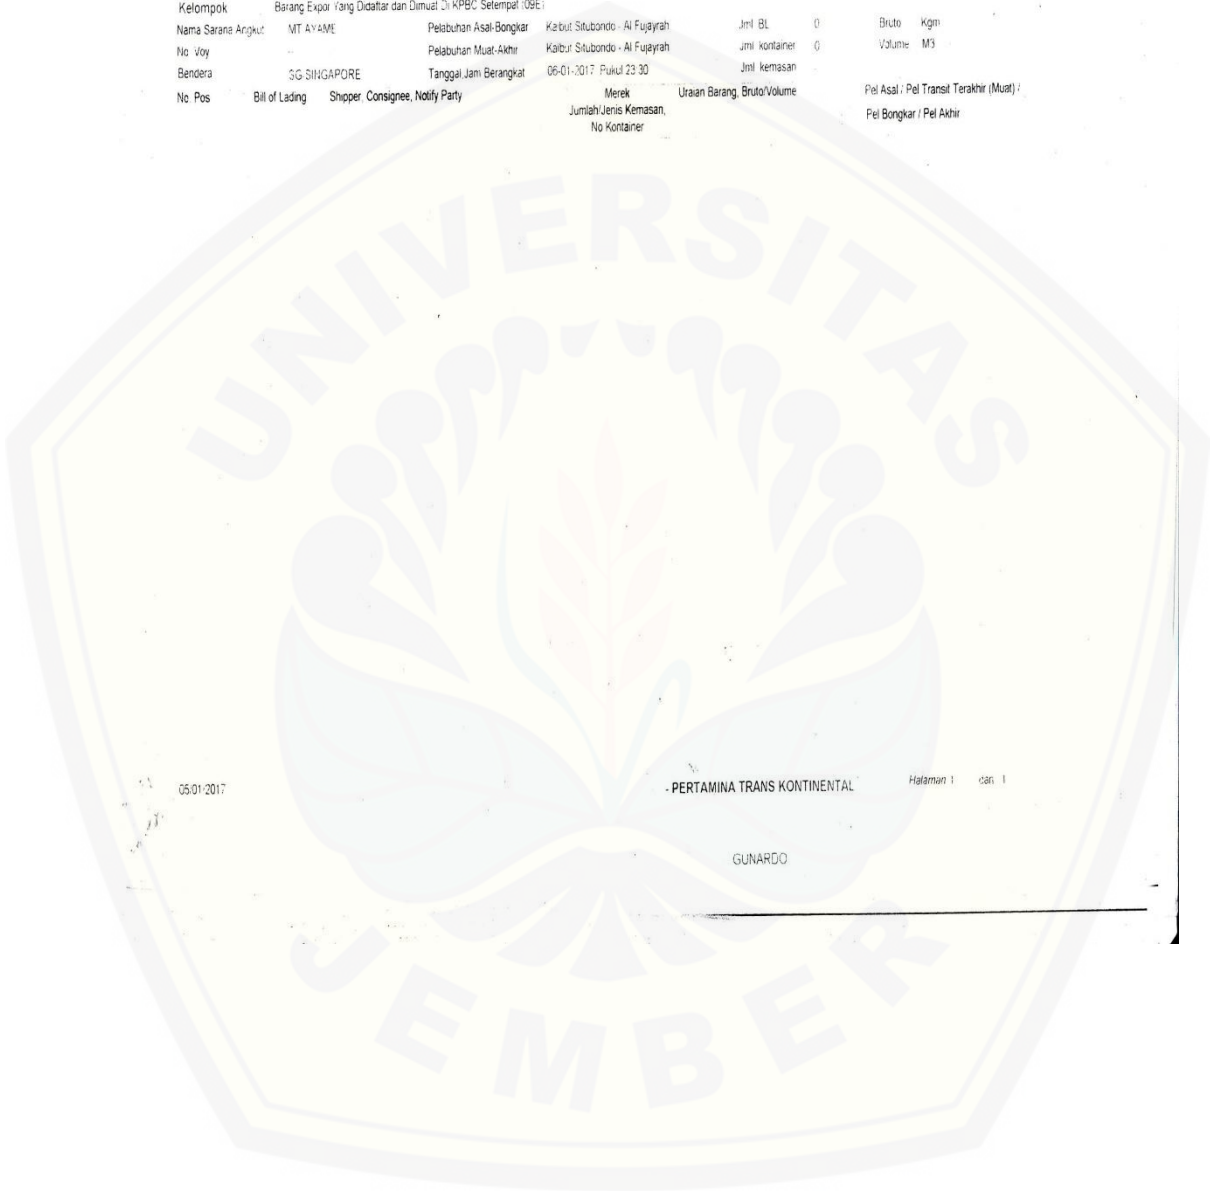 Kelompok Barang Expor Yang Didaftar dan Dimuat Di KPBC Setempat (09E)
Nama Sarana Angkut MT AYAME Pelabuhan Asal-Bongkar Kalbut Situbondo - Al Fujayrah Jml BL 0 Bruto Kgm
No Voy -- Pelabuhan Muat-Akhir Kalbut Situbondo - Al Fujayrah Jml kontainer 0 Volume M3
Bendera SG SINGAPORE Tanggal,Jam Berangkat 06-01-2017 Pukul 23:30 Jml kemasan
No Pos Bill of Lading Shipper, Consignee, Notify Party Merek Uraian Barang, Bruto/Volume Pel Asal / Pel Transit Terakhir (Muat) /
Jumlah/Jenis Kemasan, Pel Bongkar / Pel Akhir
No Kontainer
UNIVERSITAS
05-01-2017 - PERTAMINA TRANS KONTINENTAL Halaman 1 dari 1
GUNARDO
JEMBER